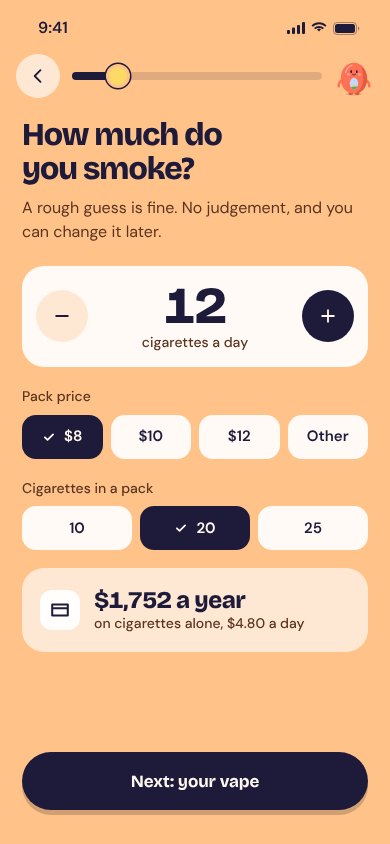 9:41
How much do
you smoke?
A rough guess is fine. No judgement, and you
can change it later.
12
cigarettes a day
Pack price
$8
$10
$12
Other
Cigarettes in a pack
10
20
25
$1,752 a year
on cigarettes alone, $4.80 a day
Next: your vape